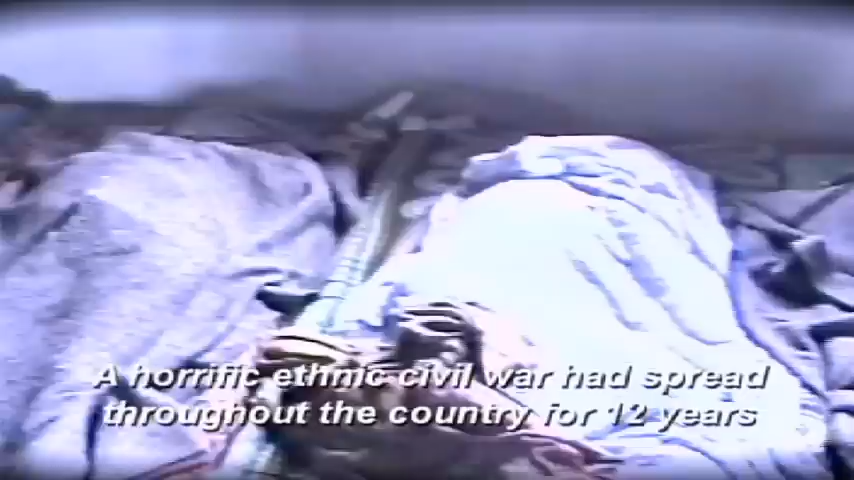 A horrific ethnic civil war had spread
throughout the country for 12 years